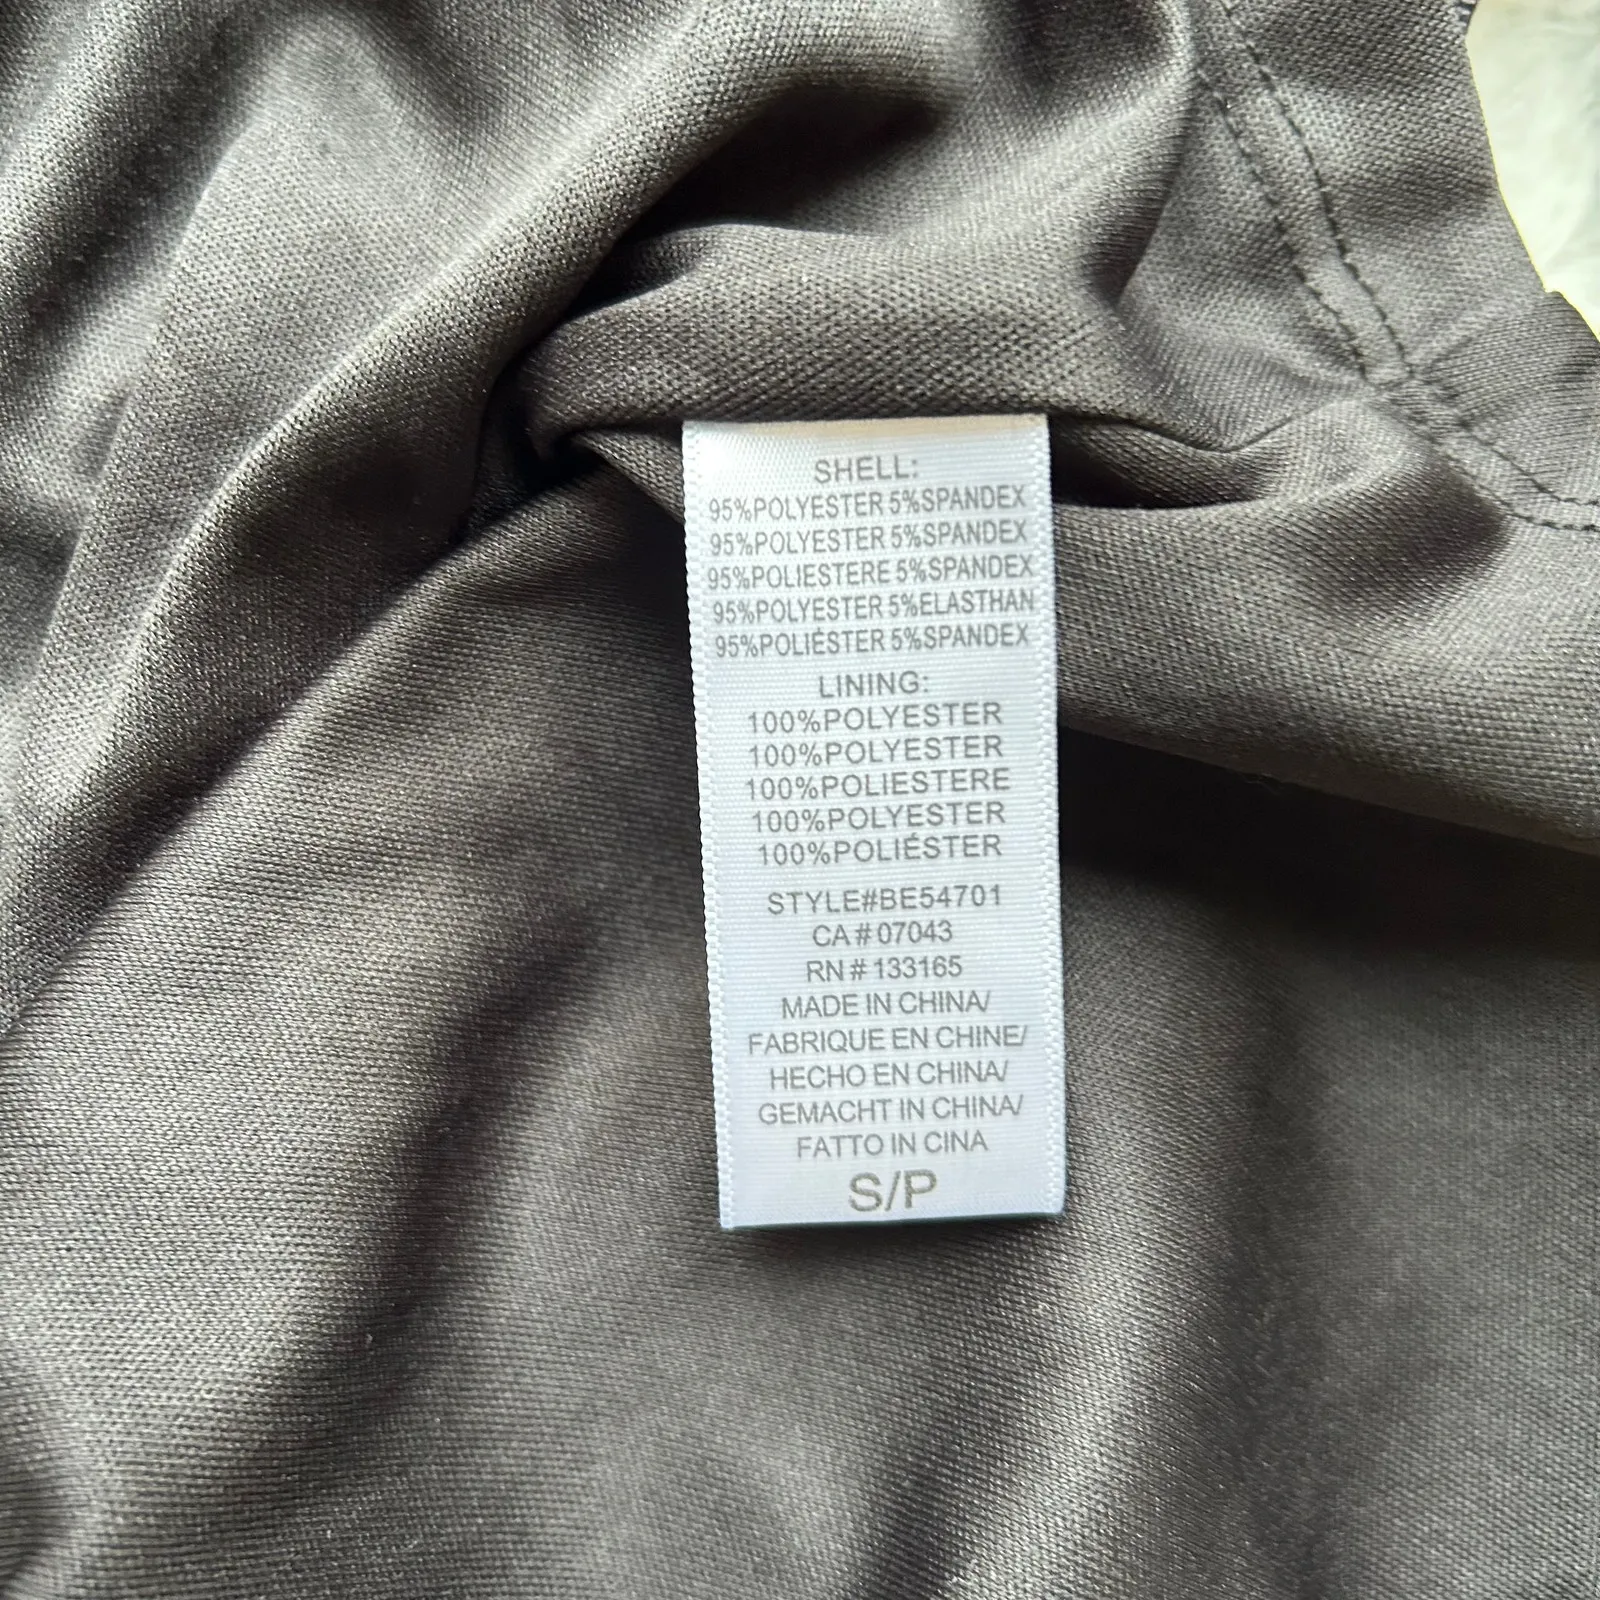 SHELL:
95%POLYESTER 5%SPANDEX
95%POLYESTER 5%SPANDEX
95%POLIESTERE 5%SPANDEX
95%POLYESTER 5%ELASTHAN
95%POLIÉSTER 5%SPANDEX
LINING:
100%POLYESTER
100%POLYESTER
100%POLIESTERE
100%POLYESTER
100%POLIÉSTER
STYLE#BE54701
CA # 07043
RN # 133165
MADE IN CHINA/
FABRIQUE EN CHINE/
HECHO EN CHINA/
GEMACHT IN CHINA/
FATTO IN CINA
S/P